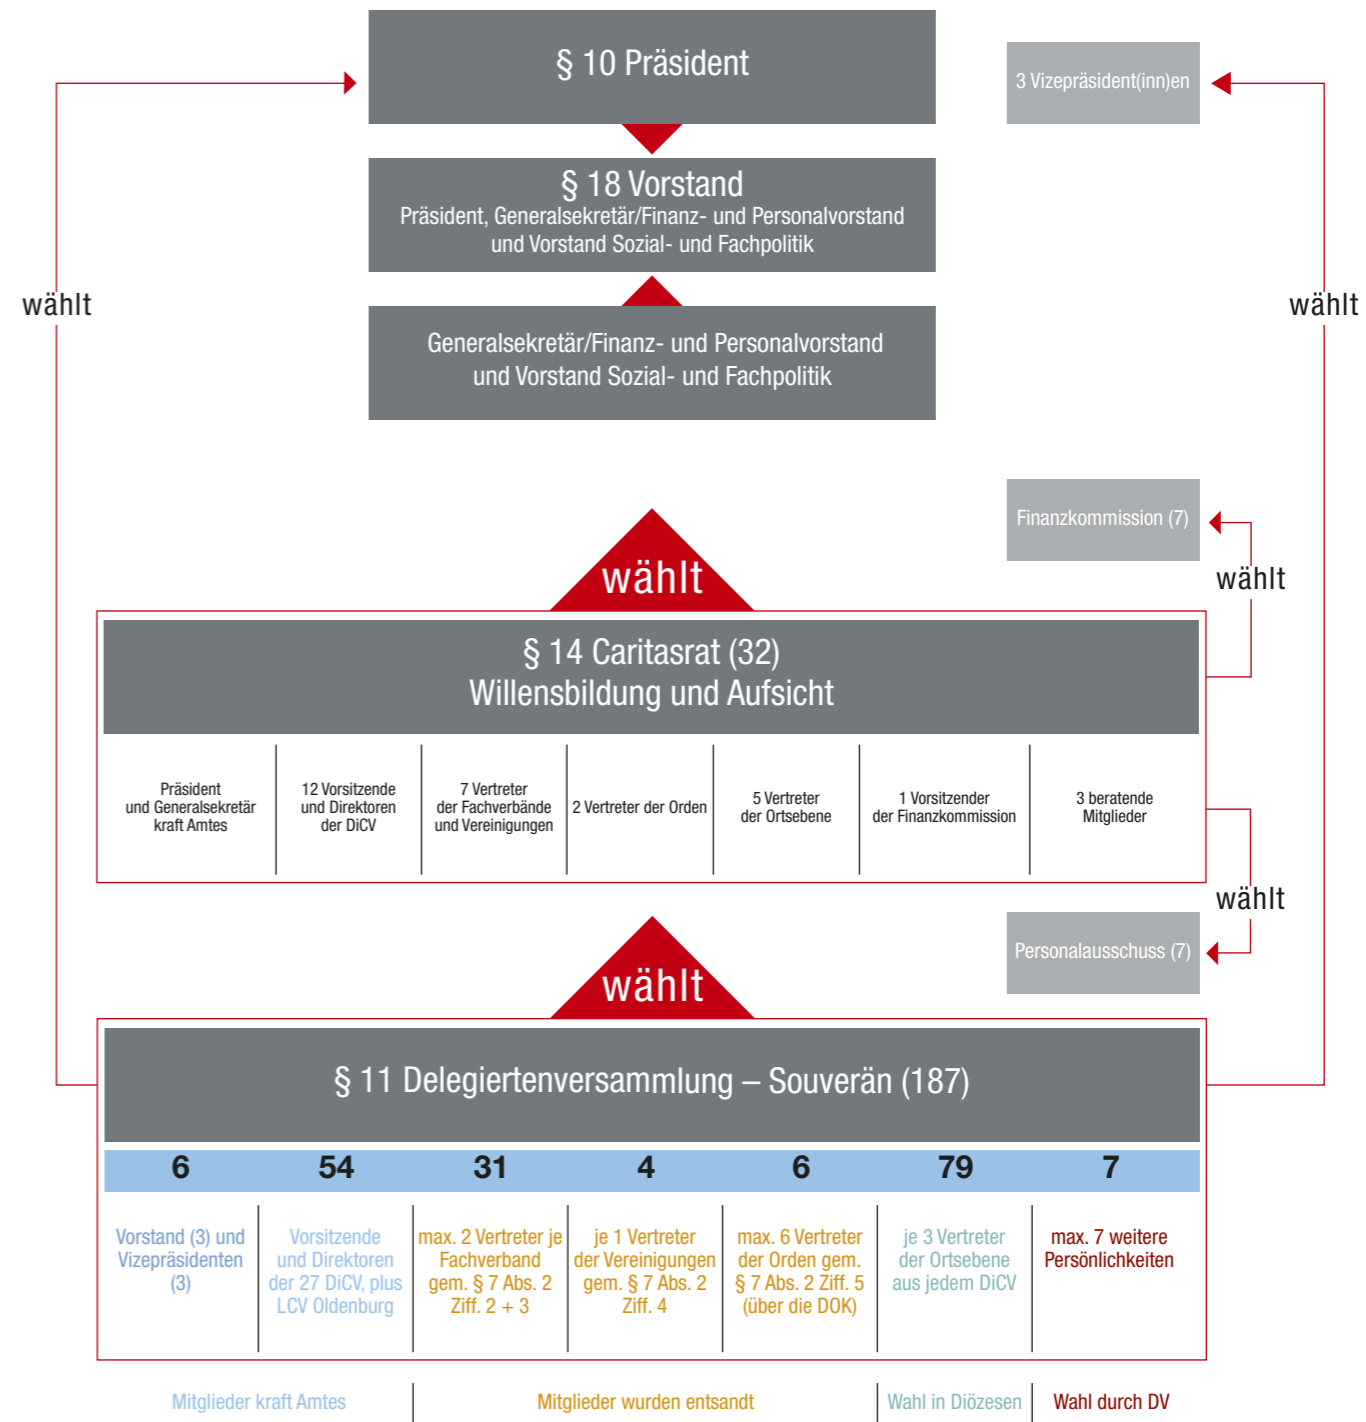 § 10 Präsident
3 Vizepräsident(inn)en
§ 18 Vorstand
Präsident, Generalsekretär/Finanz- und Personalvorstand
und Vorstand Sozial- und Fachpolitik
wählt
wählt
Generalsekretär/Finanz- und Personalvorstand
und Vorstand Sozial- und Fachpolitik
Finanzkommission (7)
wählt
wählt
§ 14 Caritasrat (32)
Willensbildung und Aufsicht
Präsident
und Generalsekretär
kraft Amtes
12 Vorsitzende
und Direktoren
der DiCV
7 Vertreter
der Fachverbände
und Vereinigungen
2 Vertreter der Orden
5 Vertreter
der Ortsebene
1 Vorsitzender
der Finanzkommission
3 beratende
Mitglieder
wählt
Personalausschuss (7)
wählt
§ 11 Delegiertenversammlung – Souverän (187)
6
54
31
4
6
79
7
Vorstand (3) und
Vizepräsidenten
(3)
Vorsitzende
und Direktoren
der 27 DiCV, plus
LCV Oldenburg
max. 2 Vertreter je
Fachverband
gem. § 7 Abs. 2
Ziff. 2 + 3
je 1 Vertreter
der Vereinigungen
gem. § 7 Abs. 2
Ziff. 4
max. 6 Vertreter
der Orden gem.
§ 7 Abs. 2 Ziff. 5
(über die DOK)
je 3 Vertreter
der Ortsebene
aus jedem DiCV
max. 7 weitere
Persönlichkeiten
Mitglieder kraft Amtes
Mitglieder wurden entsandt
Wahl in Diözesen
Wahl durch DV